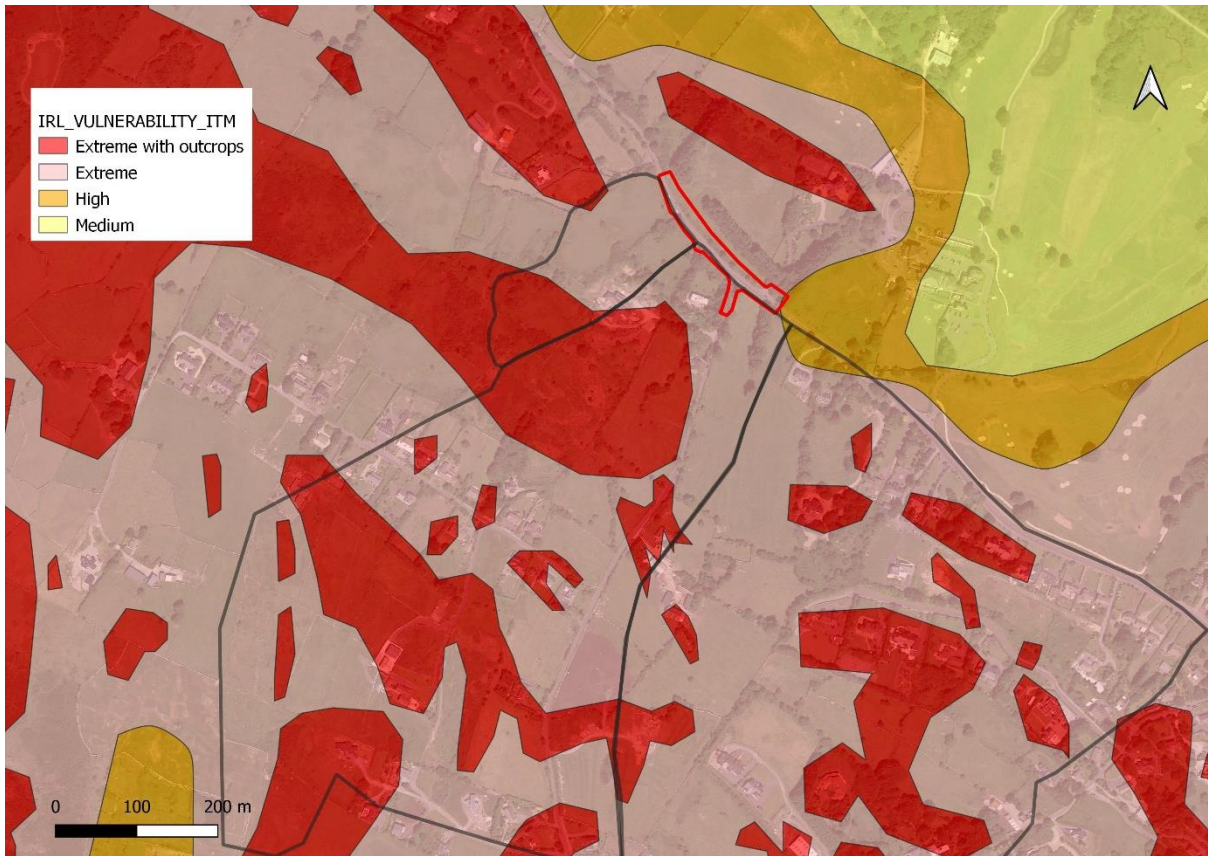 IRL_VULNERABILITY_ITM
Extreme with outcrops
Extreme
High
Medium
0 100 200 m